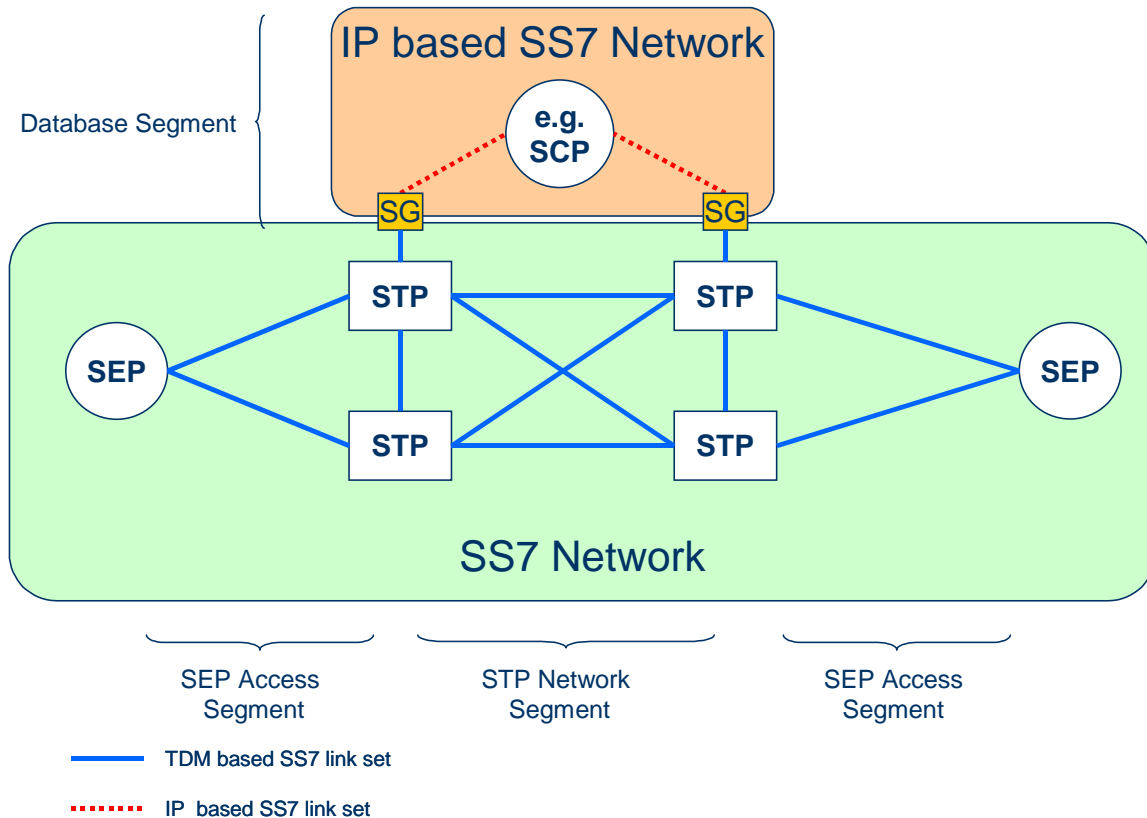 IP based SS7 Network
e.g.
SCP
Database Segment
SG
SG
STP
STP
SEP
SEP
STP
STP
SS7 Network
SEP Access
Segment
STP Network
Segment
SEP Access
Segment
TDM based SS7 link set
IP based SS7 link set